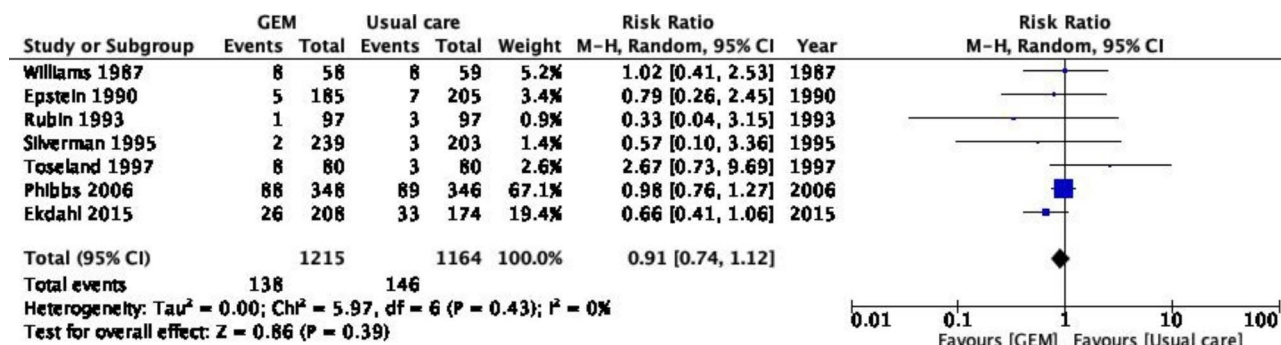 GEM Usual care Risk Ratio Risk Ratio
Study or Subgroup Events Total Events Total Weight M-H, Random, 95% CI Year M-H, Random, 95% CI
Williams 1987 8 58 8 59 5.2% 1.02 [0.41, 2.53] 1987
Epstein 1990 5 185 7 205 3.4% 0.79 [0.26, 2.45] 1990
Rubin 1993 1 97 3 97 0.9% 0.33 [0.04, 3.15] 1993
Silverman 1995 2 239 3 203 1.4% 0.57 [0.10, 3.36] 1995
Toseland 1997 8 80 3 80 2.6% 2.67 [0.73, 9.69] 1997
Phibbs 2006 88 348 89 346 67.1% 0.98 [0.76, 1.27] 2006
Ekdahl 2015 26 208 33 174 19.4% 0.66 [0.41, 1.06] 2015
Total (95% CI) 1215 1164 100.0% 0.91 [0.74, 1.12]
Total events 138 146
Heterogeneity: Tau² = 0.00; Chi² = 5.97, df = 6 (P = 0.43); I² = 0%
Test for overall effect: Z = 0.86 (P = 0.39)
0.01 0.1 1 10 100
Favours [GEM] Favours [Usual care]